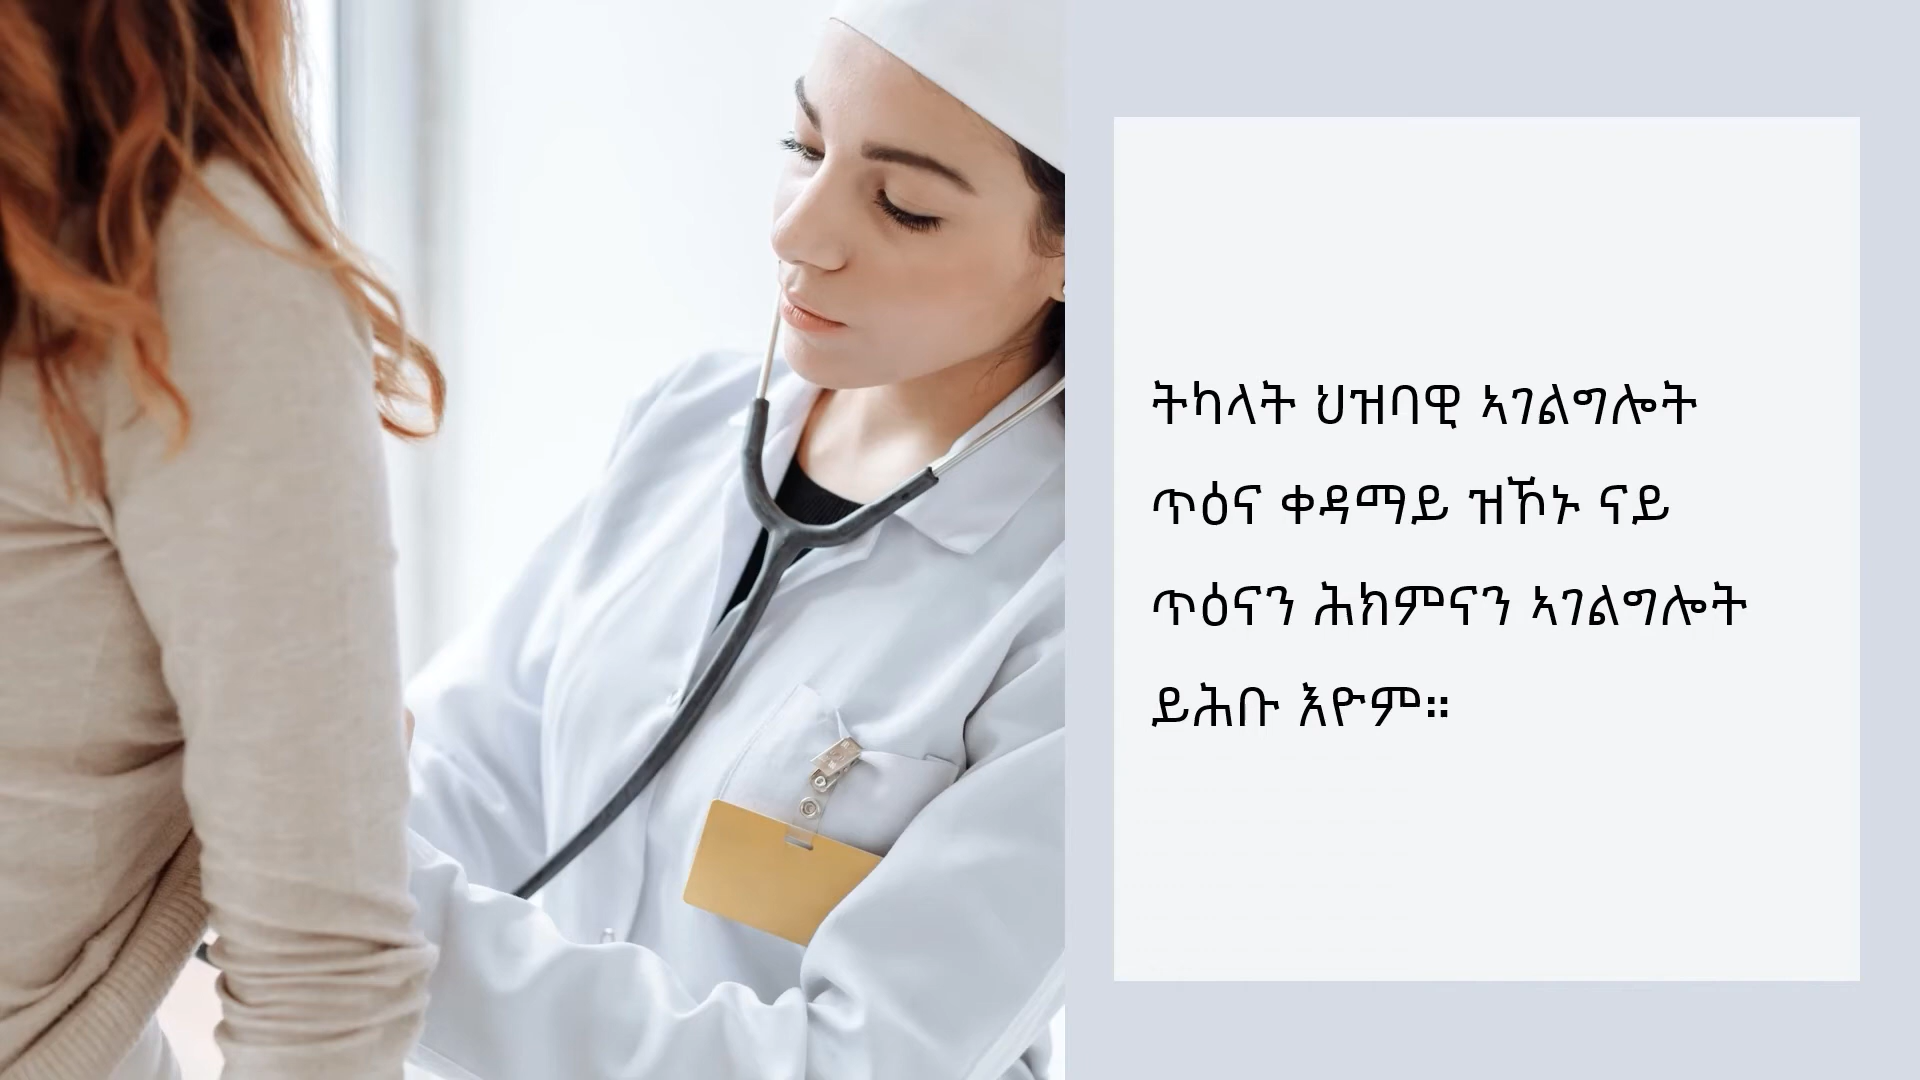 ትካላት ህዝባዊ ኣገልግሎት
ጥዕና ቀዳማይ ዝኾኑ ናይ
ጥዕናን ሕክምናን ኣገልግሎት
ይሕቡ እዮም።